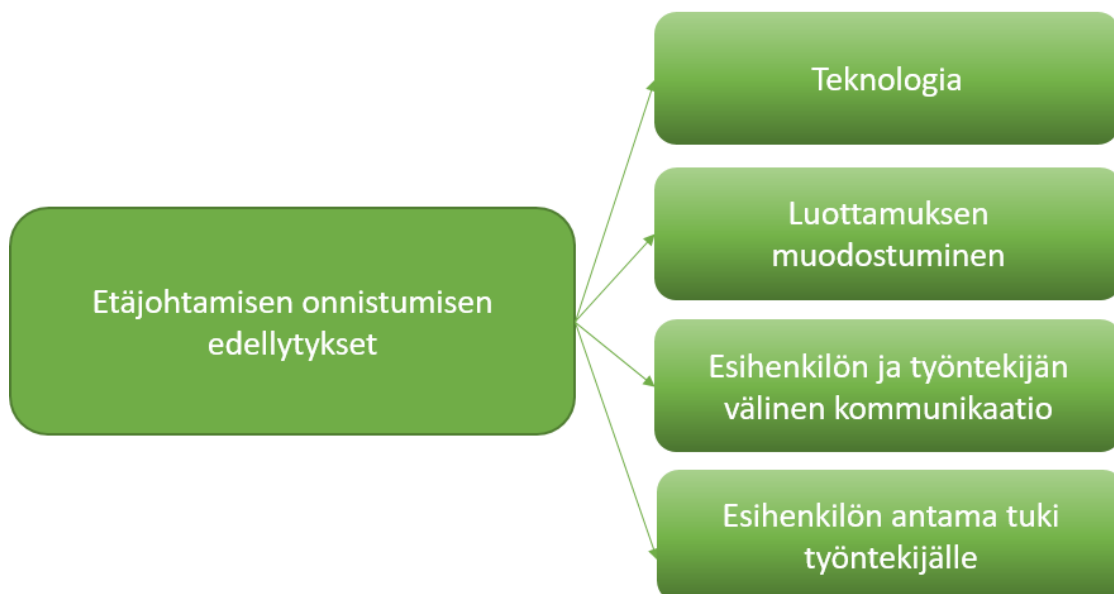 Teknologia
Luottamuksen
muodostuminen
Etäjohtamisen onnistumisen
edellytykset
Esihenkilön ja työntekijän
välinen kommunikaatio
Esihenkilön antama tuki
työntekijälle